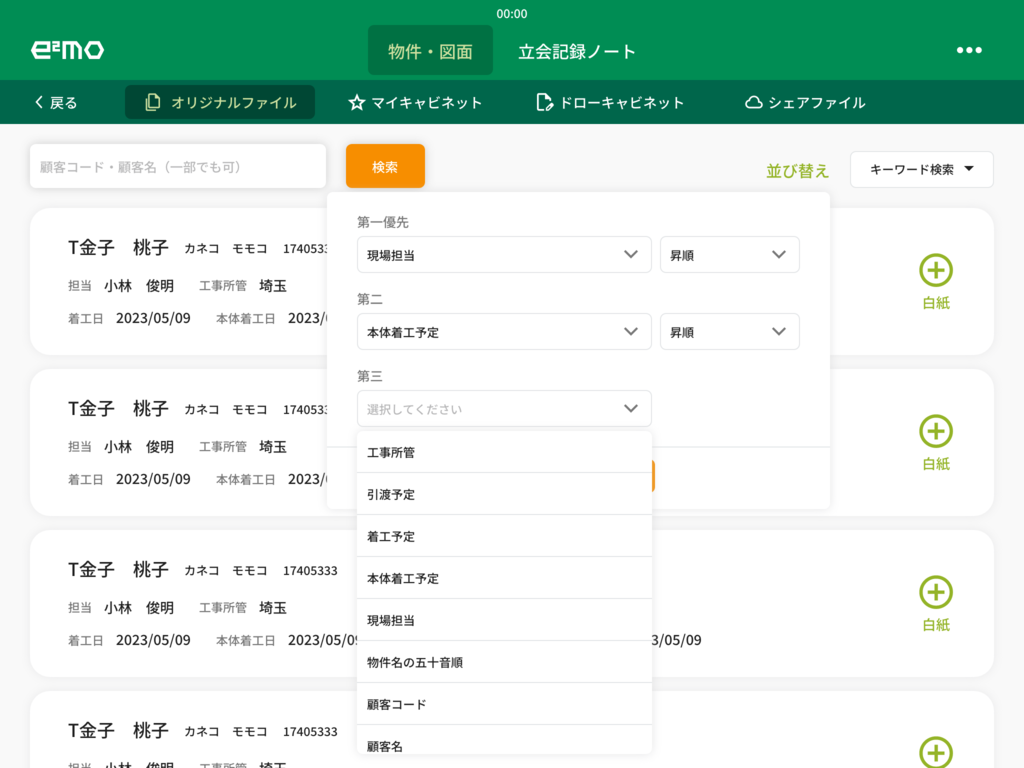 00:00
e²mo
物件・図面
立会記録ノート
戻る
オリジナルファイル
マイキャビネット
ドローキャビネット
シェアファイル
顧客コード・顧客名（一部でも可）
検索
並び替え
キーワード検索
第一優先
現場担当
昇順
第二
本体着工予定
昇順
第三
選択してください
工事所管
引渡予定
着工予定
本体着工予定
現場担当
物件名の五十音順
顧客コード
顧客名
T金子 桃子 カネコ モモコ 1740533
担当 小林 俊明 工事所管 埼玉
着工日 2023/05/09 本体着工日 2023/
白紙
T金子 桃子 カネコ モモコ 1740533
担当 小林 俊明 工事所管 埼玉
着工日 2023/05/09 本体着工日 2023/
白紙
T金子 桃子 カネコ モモコ 17405333
担当 小林 俊明 工事所管 埼玉
着工日 2023/05/09 本体着工日 2023/05/09 3/05/09
白紙
T金子 桃子 カネコ モモコ 17405333
担当 小林 俊明 工事所管 埼玉